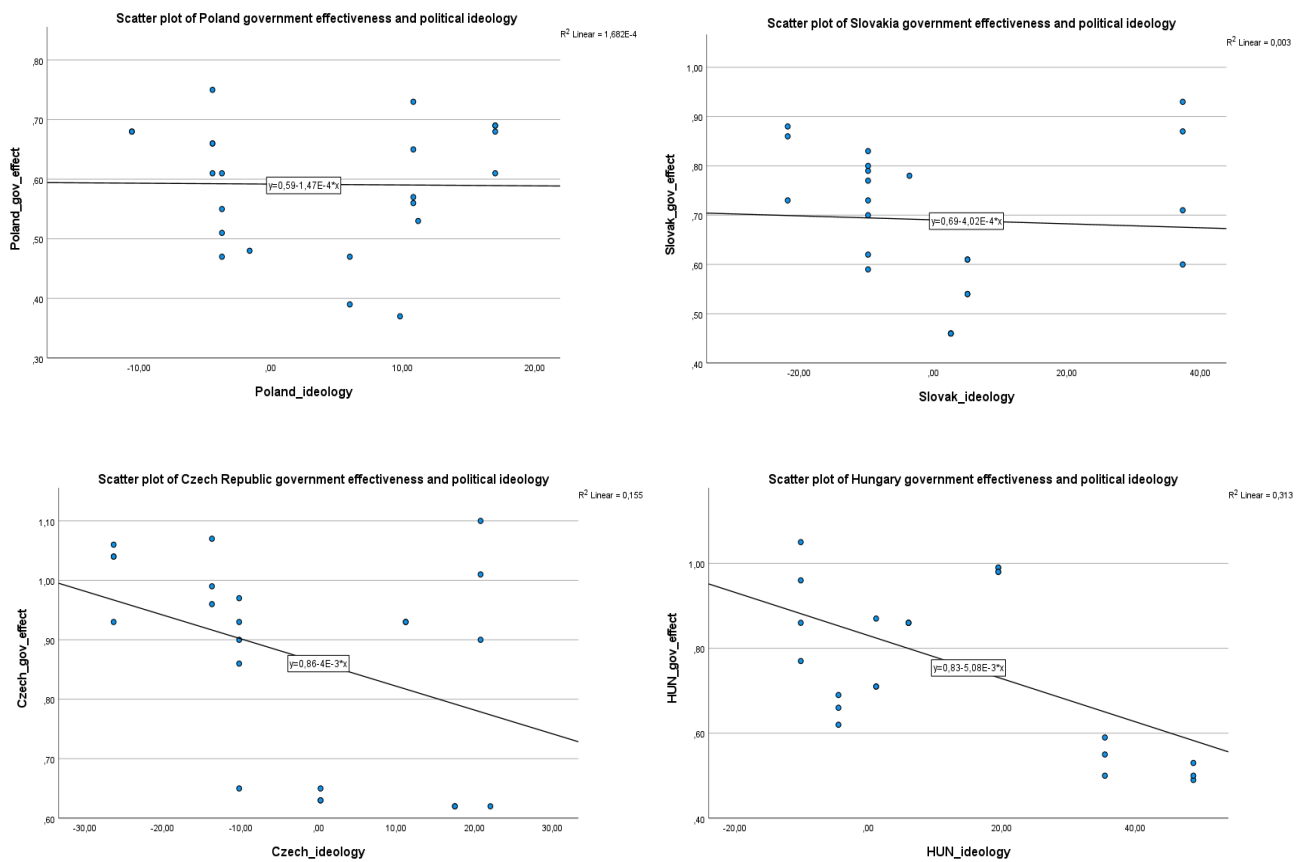 Scatter plot of Poland government effectiveness and political ideology
R2 Linear = 1,682E-4
,80
,70
,60
,50
,40
,30
Poland_gov_effect
y=0,59-1,47E-4*x
-10,00 ,00 10,00 20,00
Poland_ideology
Scatter plot of Slovakia government effectiveness and political ideology
R2 Linear = 0,003
1,00
,90
,80
,70
,60
,50
,40
Slovak_gov_effect
y=0,69-4,02E-4*x
-20,00 ,00 20,00 40,00
Slovak_ideology
Scatter plot of Czech Republic government effectiveness and political ideology
R2 Linear = 0,155
1,10
1,00
,90
,80
,70
,60
Czech_gov_effect
y=0,86-4E-3*x
-30,00 -20,00 -10,00 ,00 10,00 20,00 30,00
Czech_ideology
Scatter plot of Hungary government effectiveness and political ideology
R2 Linear = 0,313
1,00
,80
,60
,40
HUN_gov_effect
y=0,83-5,08E-3*x
-20,00 ,00 20,00 40,00
HUN_ideology